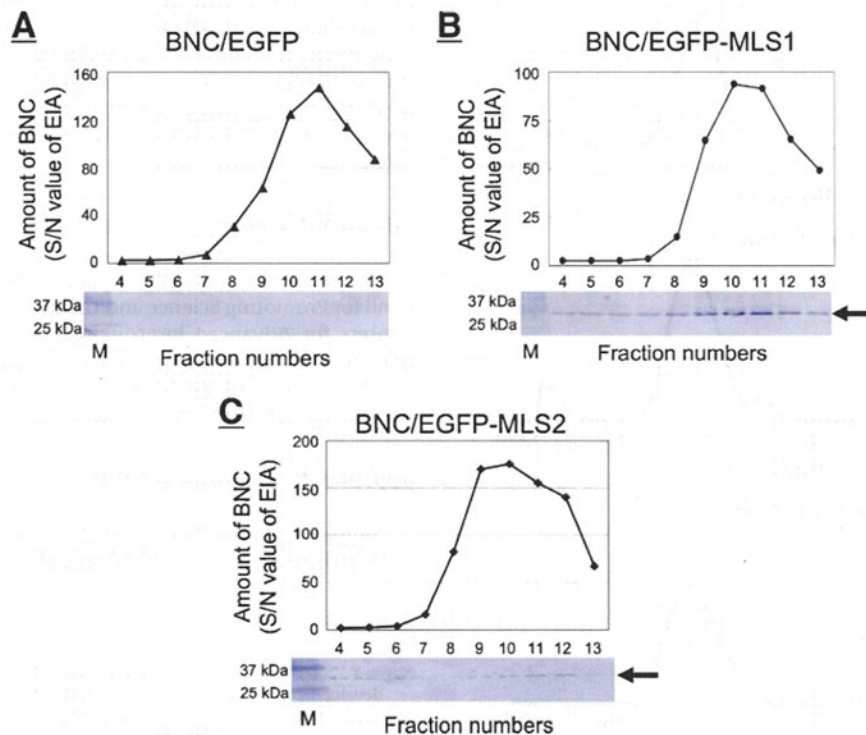 A
BNC/EGFP
Amount of BNC
(S/N value of EIA)
160
120
80
40
0
4 5 6 7 8 9 10 11 12 13
37 kDa
25 kDa
M
Fraction numbers
B
BNC/EGFP-MLS1
Amount of BNC
(S/N value of EIA)
100
75
50
25
0
4 5 6 7 8 9 10 11 12 13
37 kDa
25 kDa
M
Fraction numbers
C
BNC/EGFP-MLS2
Amount of BNC
(S/N value of EIA)
200
150
100
50
0
4 5 6 7 8 9 10 11 12 13
37 kDa
25 kDa
M
Fraction numbers